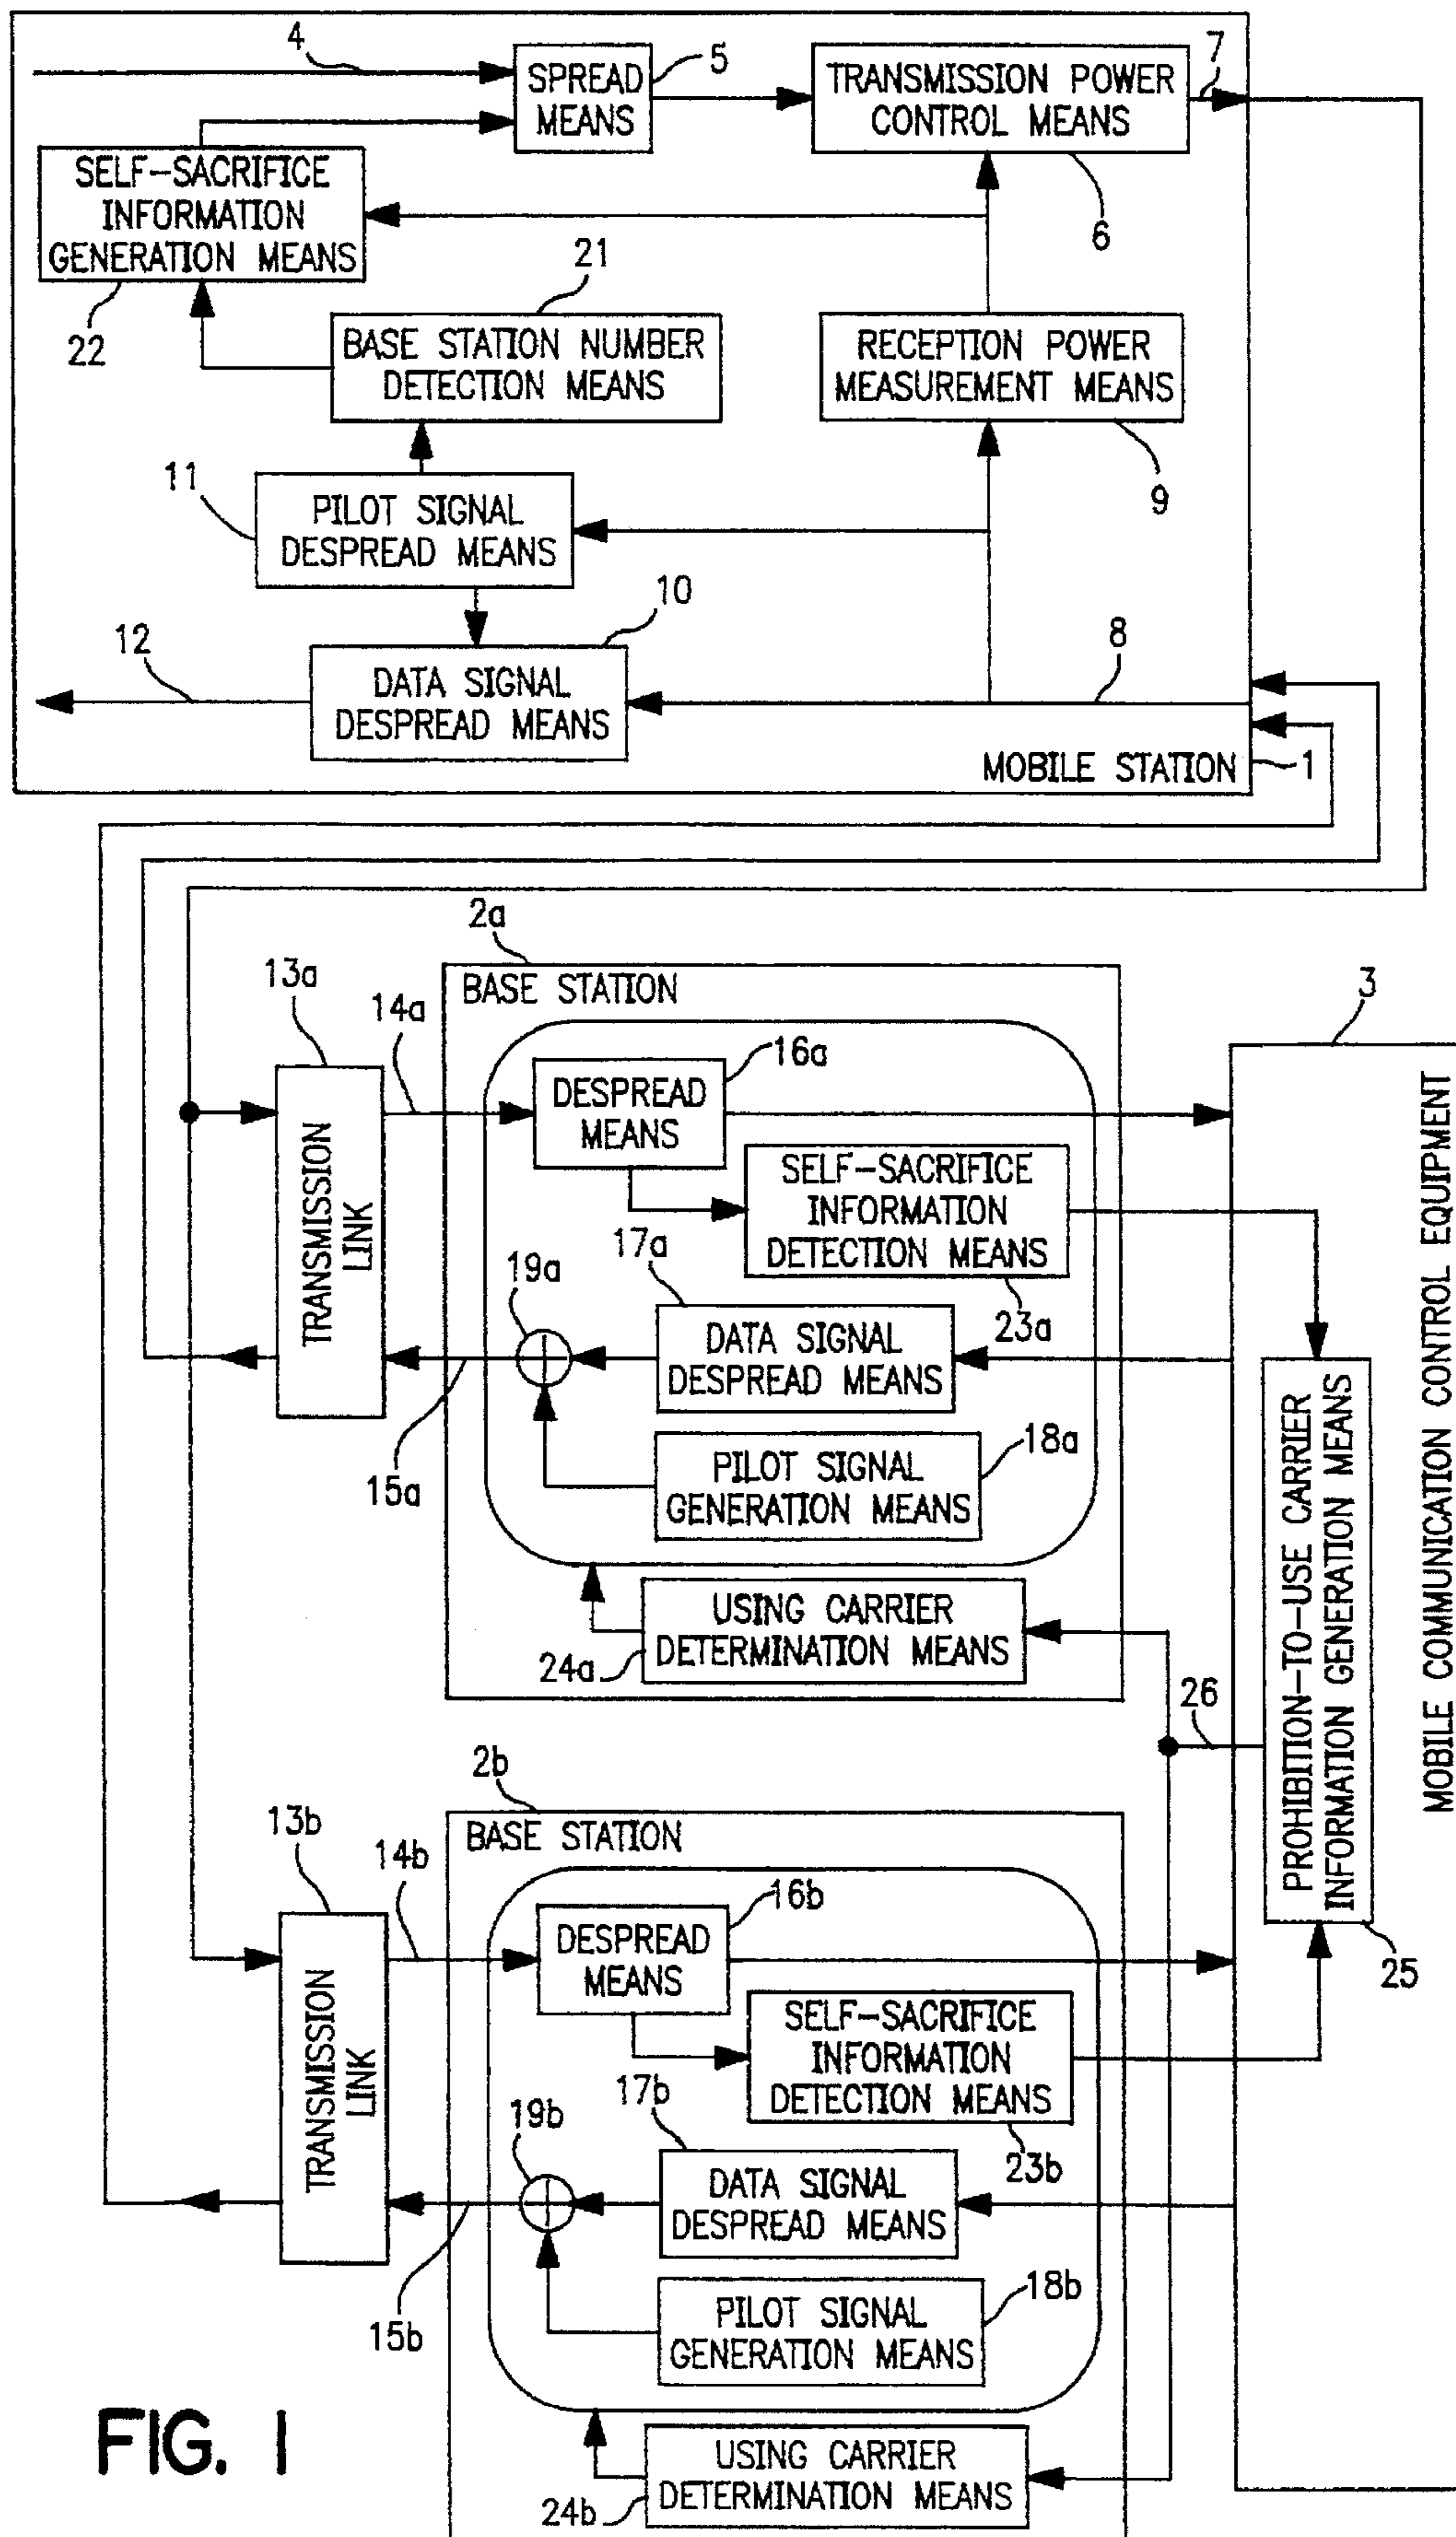 4
SPREAD
MEANS
5
TRANSMISSION POWER
CONTROL MEANS
7
6
SELF-SACRIFICE
INFORMATION
GENERATION MEANS
22
21
BASE STATION NUMBER
DETECTION MEANS
RECEPTION POWER
MEASUREMENT MEANS
9
11
PILOT SIGNAL
DESPREAD MEANS
10
12
DATA SIGNAL
DESPREAD MEANS
8
MOBILE STATION
1
2a
BASE STATION
13a
14a
TRANSMISSION
LINK
DESPREAD
MEANS
16a
3
SELF-SACRIFICE
INFORMATION
DETECTION MEANS
23a
17a
19a
DATA SIGNAL
DESPREAD MEANS
15a
PILOT SIGNAL
GENERATION MEANS
18a
USING CARRIER
DETERMINATION MEANS
24a
26
PROHIBITION-TO-USE CARRIER
INFORMATION GENERATION MEANS
25
MOBILE COMMUNICATION CONTROL EQUIPMENT
2b
BASE STATION
13b
14b
TRANSMISSION
LINK
DESPREAD
MEANS
16b
SELF-SACRIFICE
INFORMATION
DETECTION MEANS
23b
17b
19b
DATA SIGNAL
DESPREAD MEANS
15b
PILOT SIGNAL
GENERATION MEANS
18b
USING CARRIER
DETERMINATION MEANS
24b
FIG. 1